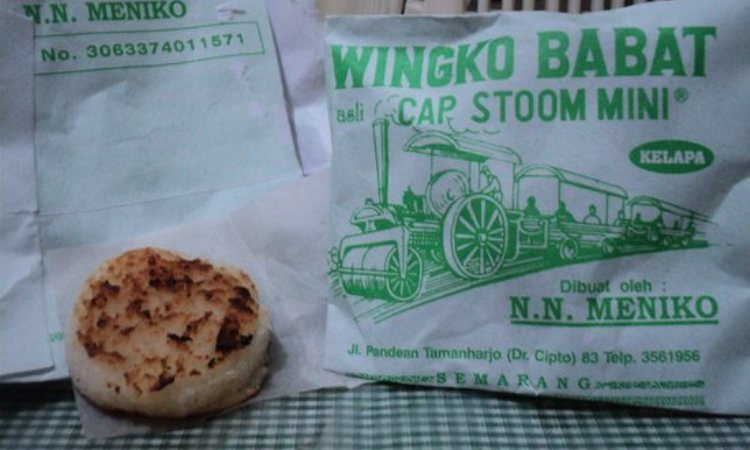 N.N. MENIKO
No. 3063374011571
WINGKO BABAT
asli CAP STOOM MINI®
KELAPA
Dibuat oleh :
N.N. MENIKO
Jl. Pandean Tamanharjo (Dr. Cipto) 83 Telp. 3561956
SEMARANG